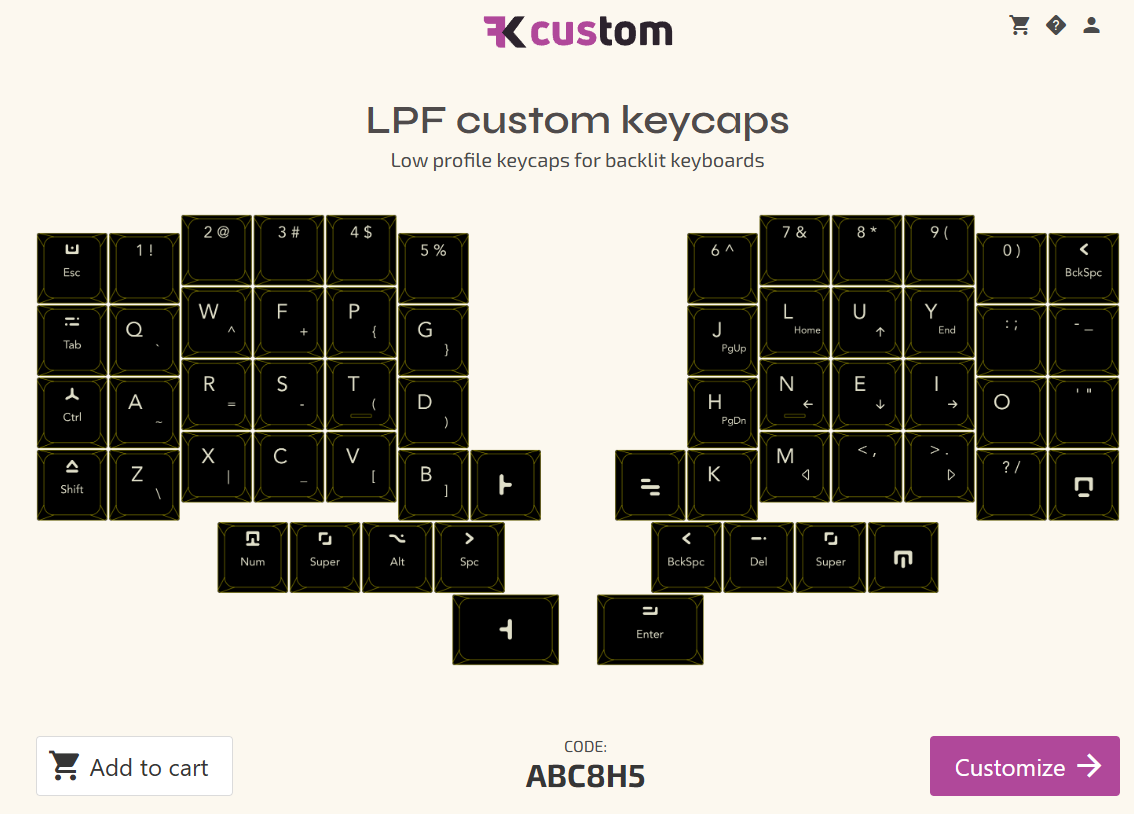 FK custom
LPF custom keycaps
Low profile keycaps for backlit keyboards
2 @ 3 # 4 $ 7 & 8 * 9 (
Esc 1 ! 5 % 6 ^ 0 ) < BckSpc
W ^ F + P { L Home U ↑ Y End
Tab Q ` G } J PgUp : ; - _
R = S - T ( N ← E ↓ I →
Ctrl A ~ D ) H PgDn O ' "
X | C _ V [ M ◁ < , > . ▷
Shift Z \ B ] K ? /
Num Super Alt > Spc < BckSpc Del Super
Enter
Add to cart
CODE:
ABC8H5
Customize →